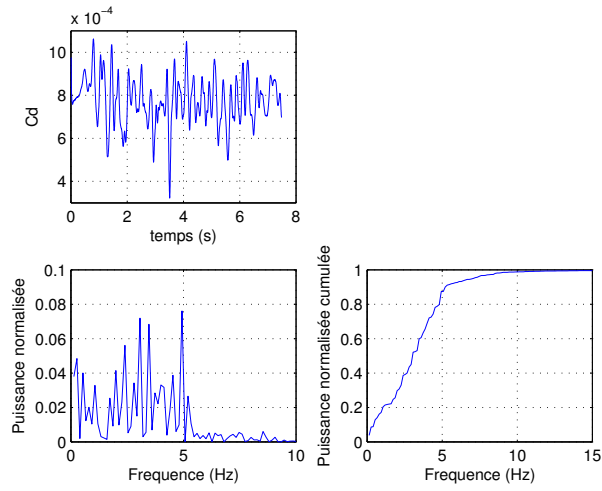 x 10⁻⁴
10
8
6
4
0 2 4 6 8
Cd
temps (s)
0.1
0.08
0.06
0.04
0.02
0
0 5 10
Puissance normalisée
Frequence (Hz)
1
0.8
0.6
0.4
0.2
0
0 5 10 15
Puissance normalisée cumulée
Frequence (Hz)